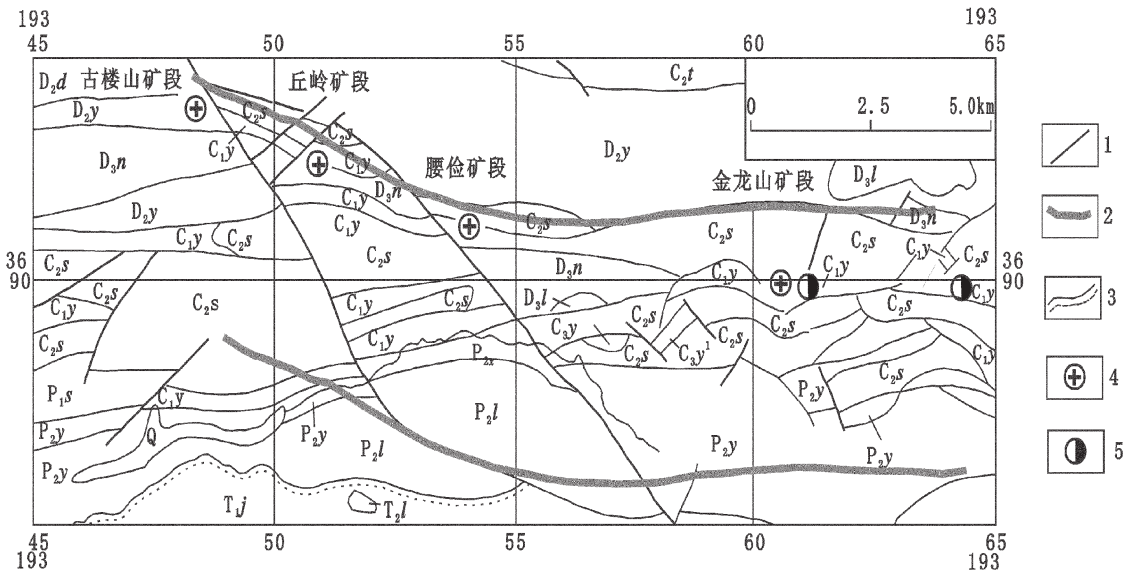 193 193
45 50 55 60 65
D₂d 古楼山矿段 丘岭矿段 C₂t
D₂y C₂s 0 2.5 5.0km
C₁y C₂s D₂y 1
D₃n C₁y 腰俭矿段 金龙山矿段 D₃l
D₃n
D₂y C₁y C₂s C₂s D₃n 2
C₁y
C₁y C₂s C₂s C₂s C₁y C₂s
36 C₂s D₃n C₁y C₁y 36
90 C₂s C₁y 90
C₁y C₂s C₁y C₂s D₃l C₂s C₂s C₂s 3
C₂s C₁y C₃y C₂s
C₂s P₂x C₂s C₃y¹ C₁y
P₁s C₁y P₂y C₂s 4
P₂y Q P₂y P₂l
P₂y P₂l P₂y P₂y 5
T₁j T₂l
45 50 55 60 65
193 193